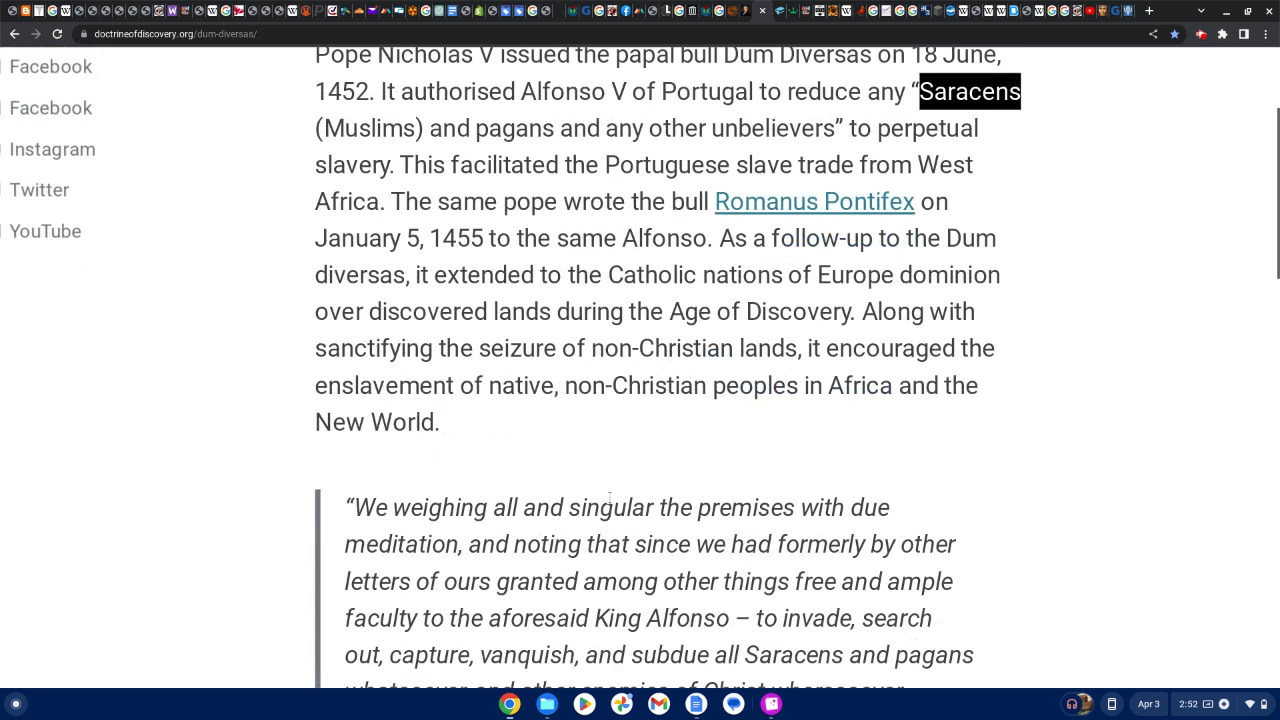 doctrineofdiscovery.org/dum-diversas/
Facebook
Facebook
Instagram
Twitter
YouTube
Pope Nicholas V issued the papal bull Dum Diversas on 18 June,
1452. It authorised Alfonso V of Portugal to reduce any “Saracens
(Muslims) and pagans and any other unbelievers” to perpetual
slavery. This facilitated the Portuguese slave trade from West
Africa. The same pope wrote the bull Romanus Pontifex on
January 5, 1455 to the same Alfonso. As a follow-up to the Dum
diversas, it extended to the Catholic nations of Europe dominion
over discovered lands during the Age of Discovery. Along with
sanctifying the seizure of non-Christian lands, it encouraged the
enslavement of native, non-Christian peoples in Africa and the
New World.
“We weighing all and singular the premises with due
meditation, and noting that since we had formerly by other
letters of ours granted among other things free and ample
faculty to the aforesaid King Alfonso – to invade, search
out, capture, vanquish, and subdue all Saracens and pagans
whatsoever, and other enemies of Christ wheresoever
Apr 3
2:52